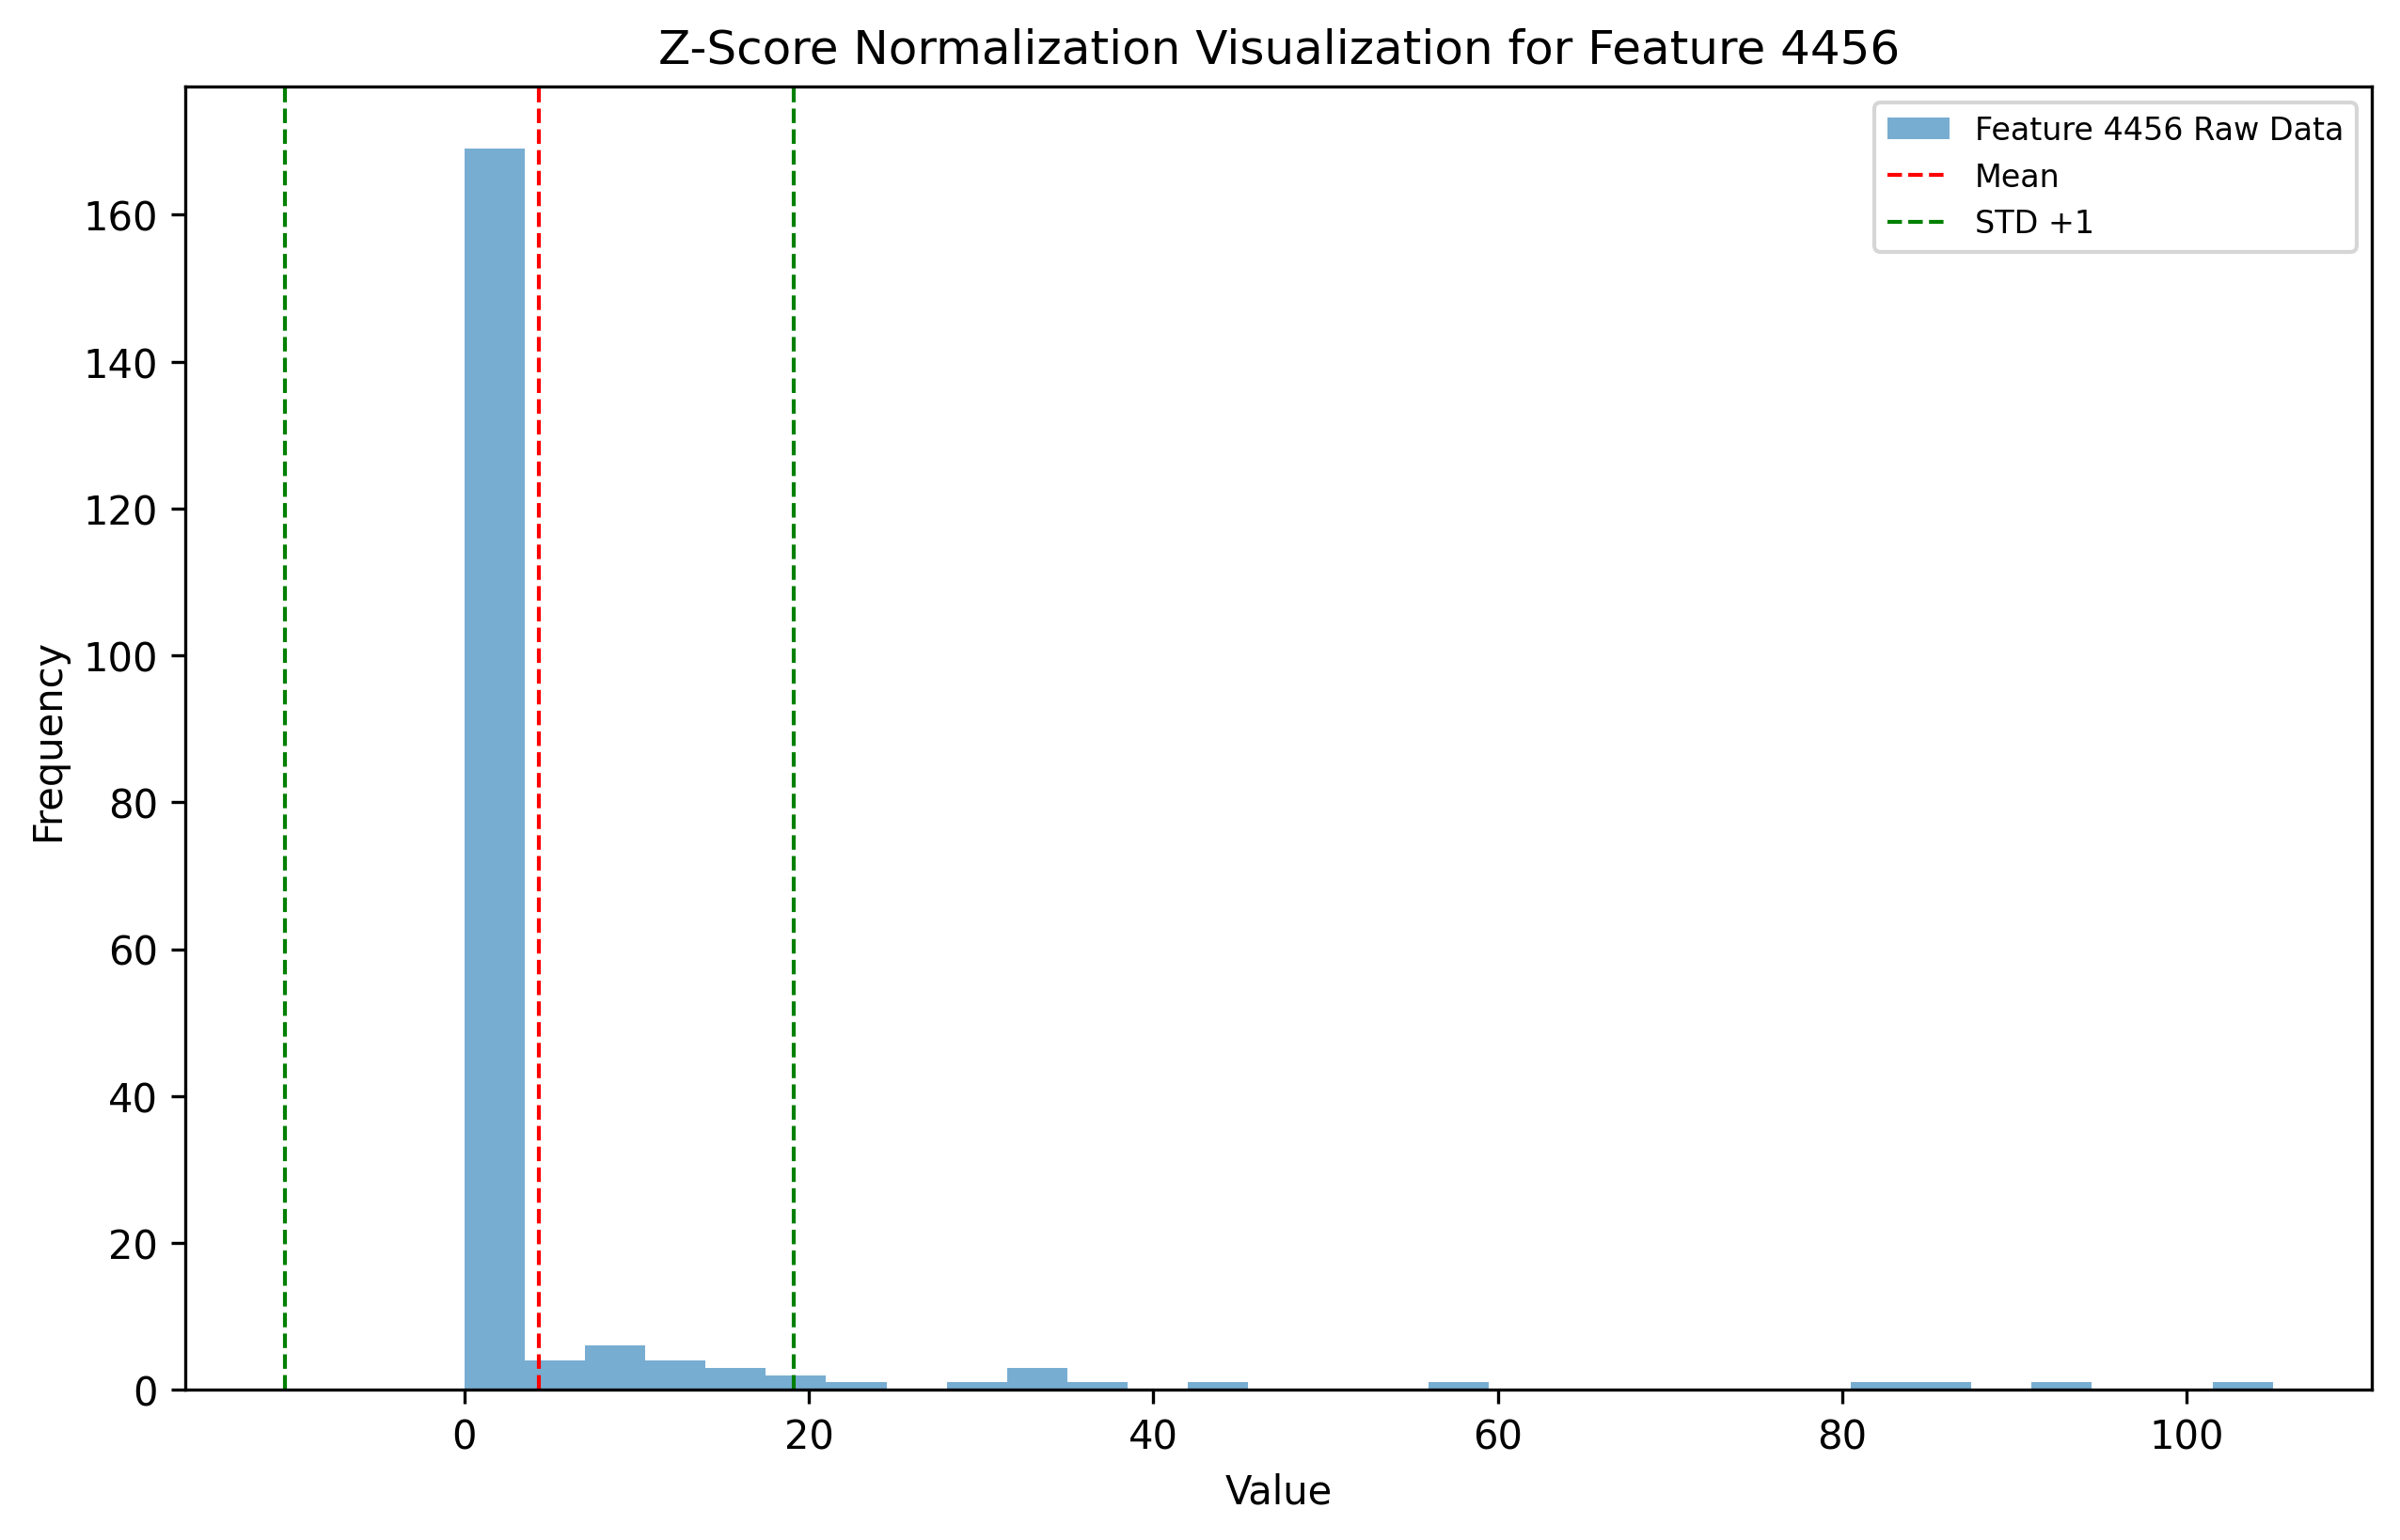 Z-Score Normalization Visualization for Feature 4456
Feature 4456 Raw Data
Mean
STD +1
160
140
120
100
80
60
40
20
0
Frequency
0 20 40 60 80 100
Value